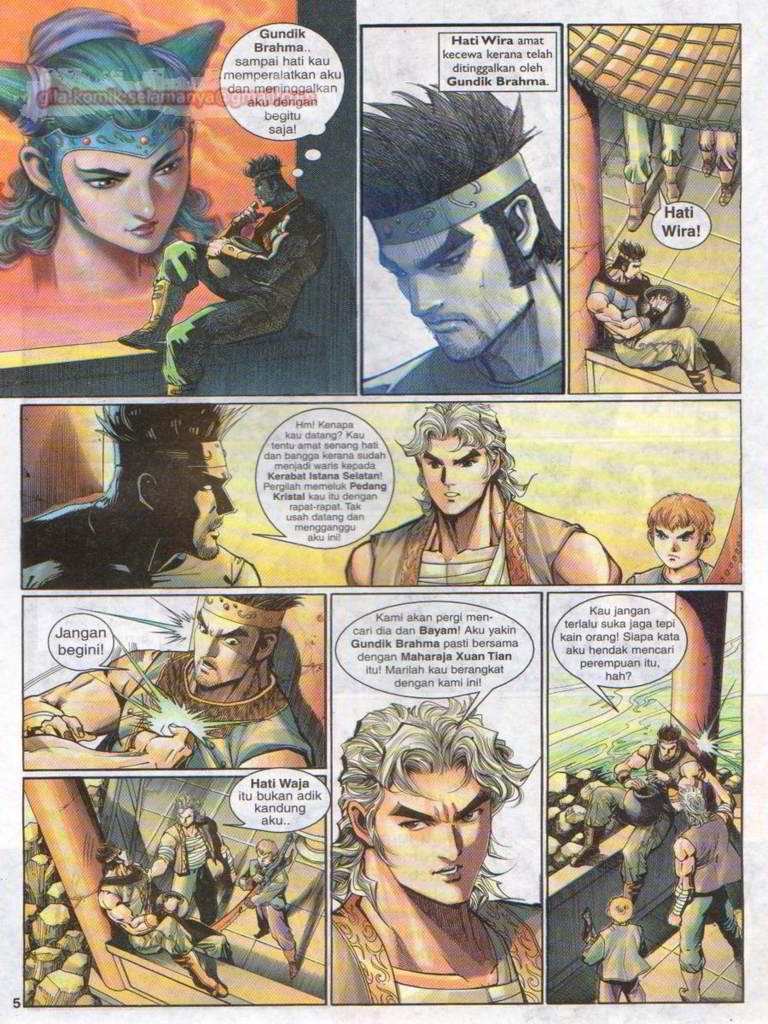 Gundik
Brahma..
sampai hati kau
memperalatkan aku
dan meninggalkan
aku dengan
begitu
saja!
Hati Wira amat
kecewa kerana telah
ditinggalkan oleh
Gundik Brahma.
Hati
Wira!
Hm! Kenapa
kau datang? Kau
tentu amat senang hati
dan bangga kerana sudah
menjadi waris kepada
Kerabat Istana Selatan!
Pergilah memeluk Pedang
Kristal kau itu dengan
rapat-rapat. Tak
usah datang dan
mengganggu
aku ini!
Jangan
begini!
Hati Waja
itu bukan adik
kandung
aku..
Kami akan pergi men-
cari dia dan Bayam! Aku yakin
Gundik Brahma pasti bersama
dengan Maharaja Xuan Tian
itu! Marilah kau berangkat
dengan kami ini!
Kau jangan
terlalu suka jaga tepi
kain orang! Siapa kata
aku hendak mencari
perempuan itu,
hah?
5